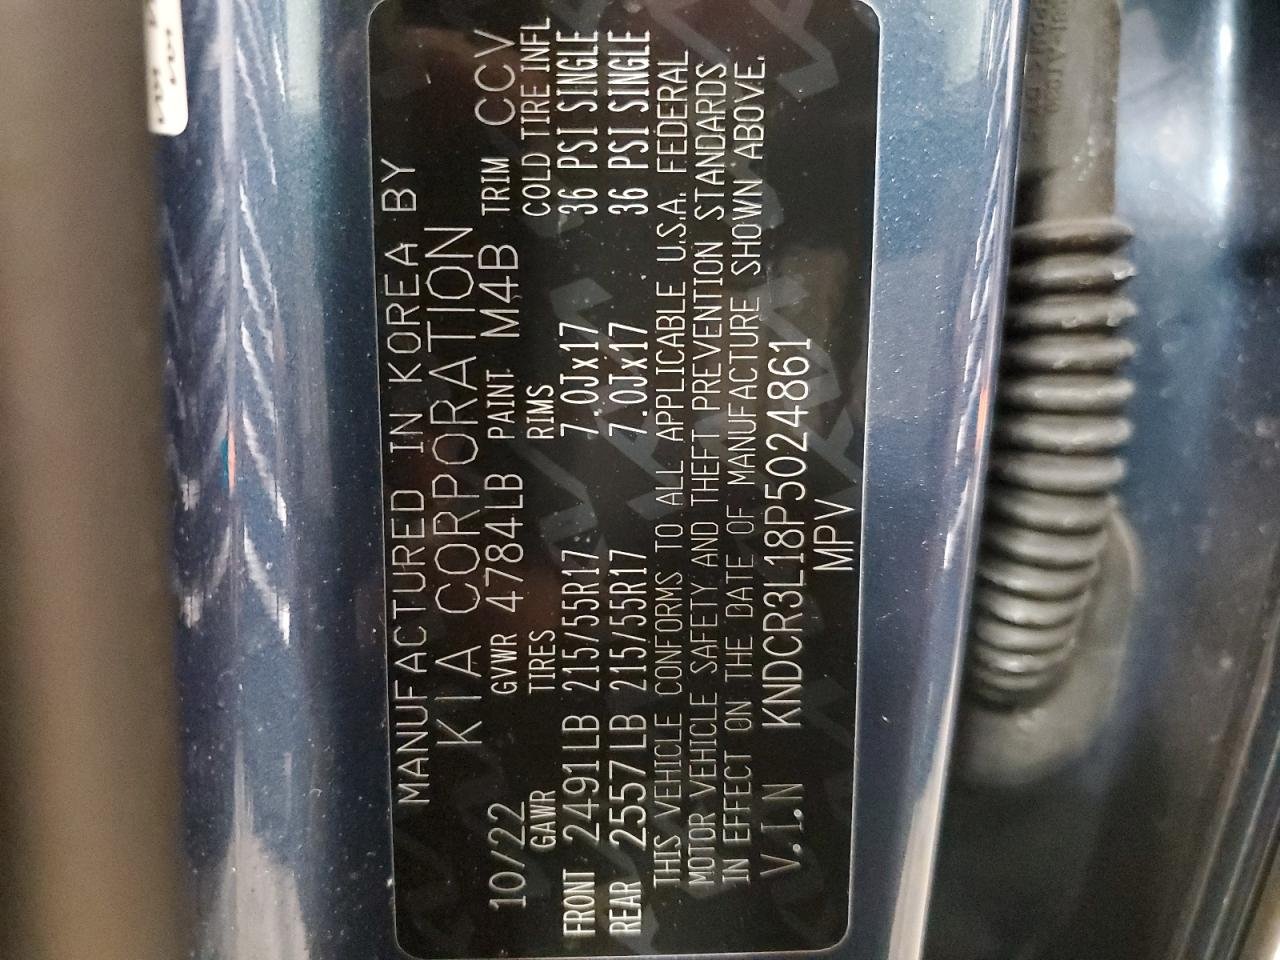 MANUFACTURED IN KOREA BY
KIA CORPORATION
10/22 GVWR 4784LB PAINT M4B TRIM CCV
GAWR TIRES RIMS COLD TIRE INFL
FRONT 2491LB 215/55R17 7.0Jx17 36 PSI SINGLE
REAR 2557LB 215/55R17 7.0Jx17 36 PSI SINGLE
THIS VEHICLE CONFORMS TO ALL APPLICABLE U.S.A. FEDERAL
MOTOR VEHICLE SAFETY AND THEFT PREVENTION STANDARDS
IN EFFECT ON THE DATE OF MANUFACTURE SHOWN ABOVE.
V.I.N KNDCR3L18P5024861
MPV